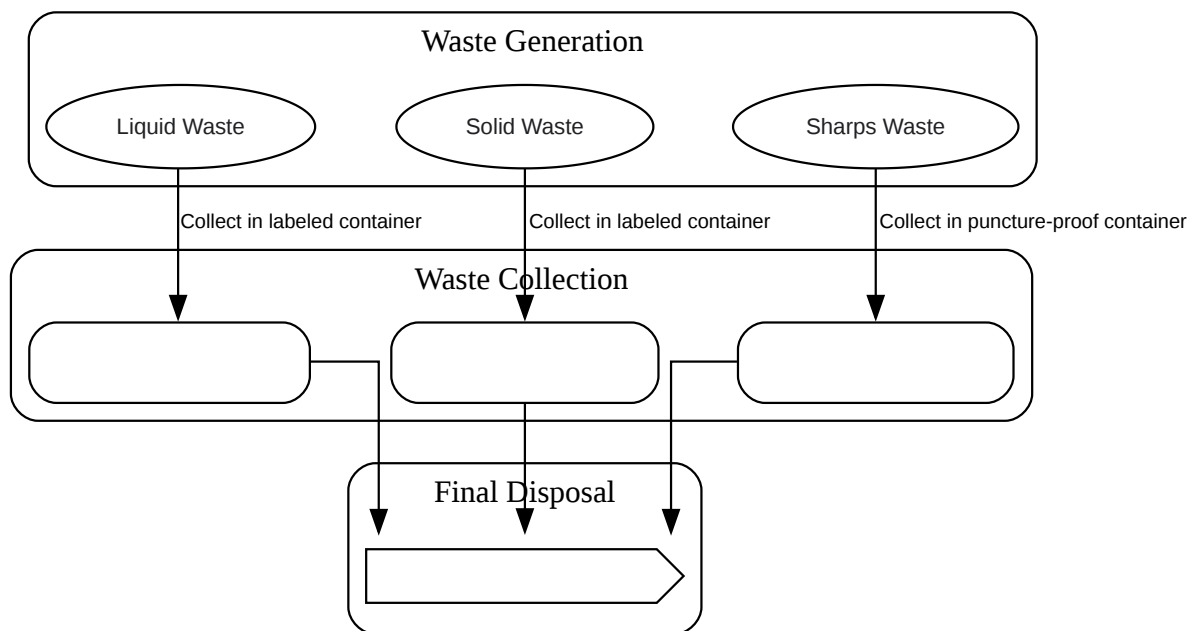 Waste Generation
Liquid Waste
Solid Waste
Sharps Waste
Collect in labeled container
Collect in labeled container
Collect in puncture-proof container
Waste Collection
Final Disposal